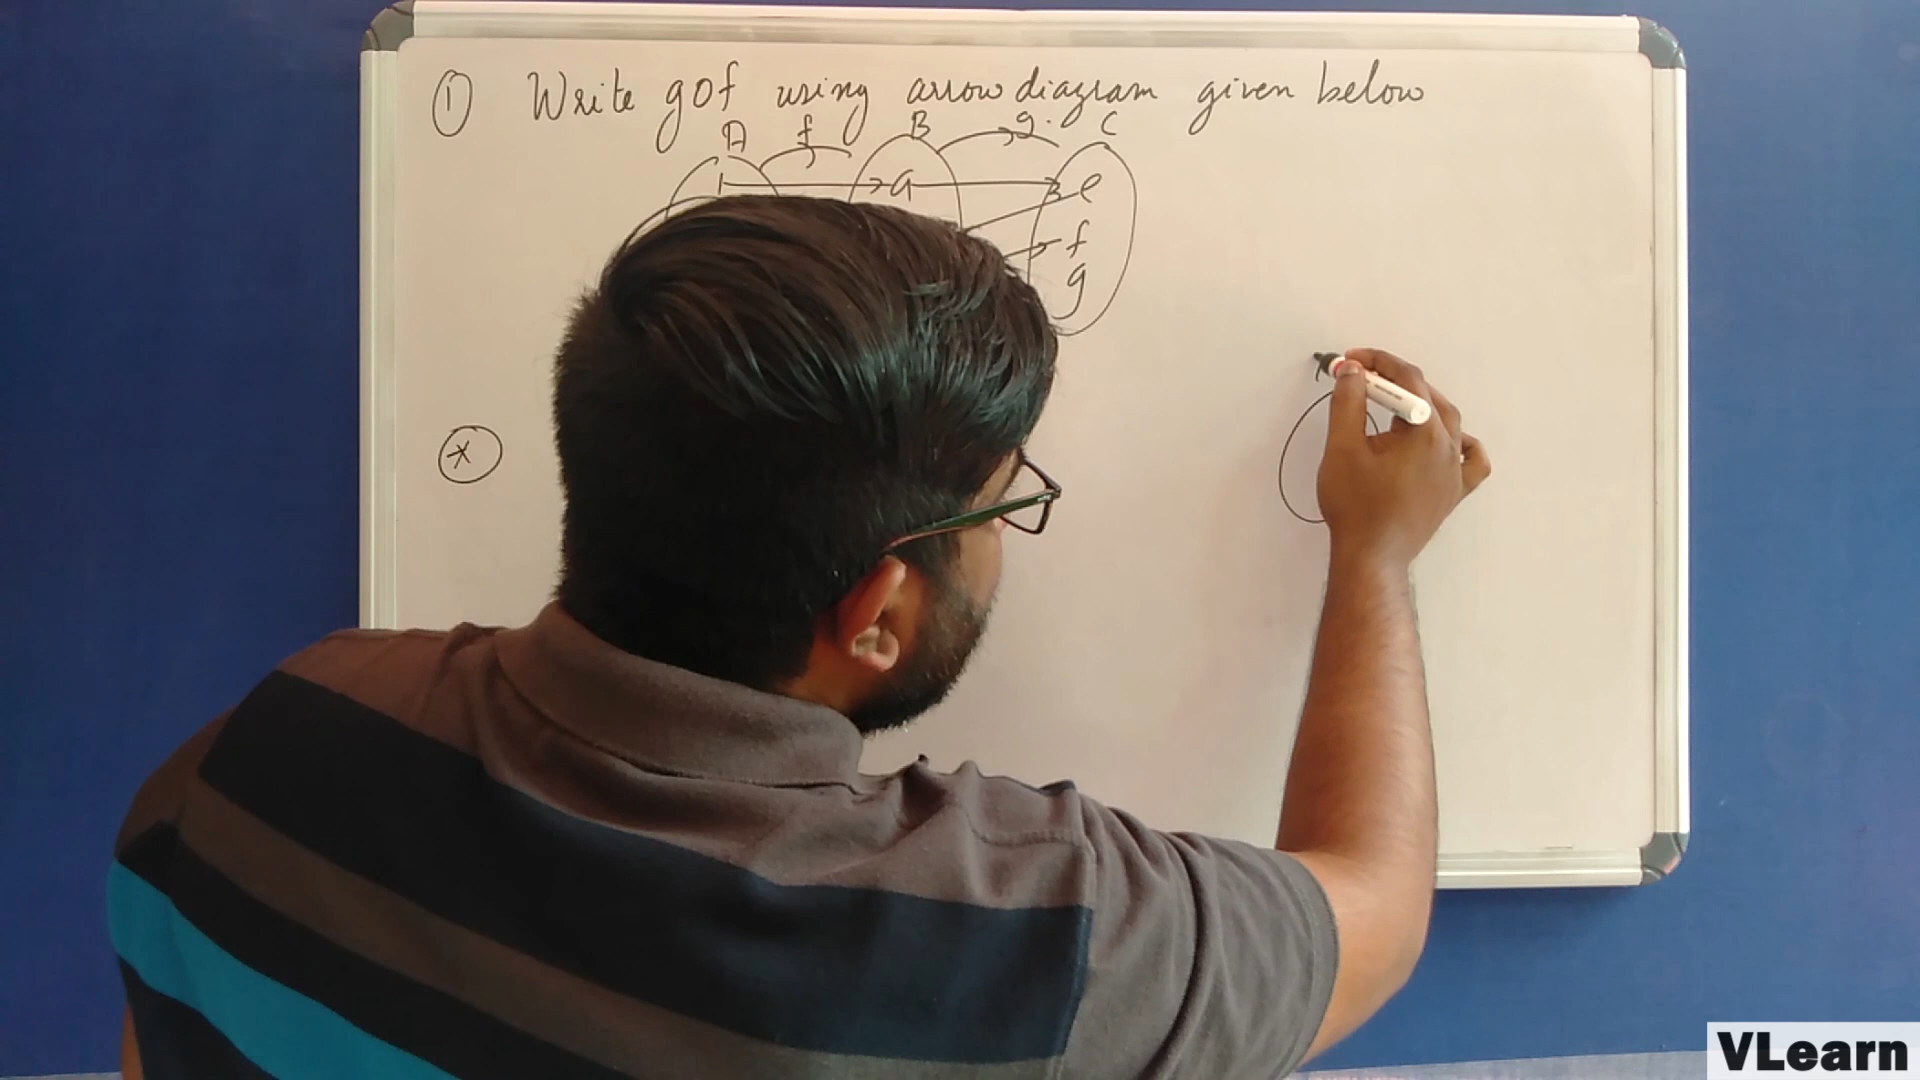 ① Write gof using arrow diagram given below
A f B g. C
1 a e
f
g
*
VLearn